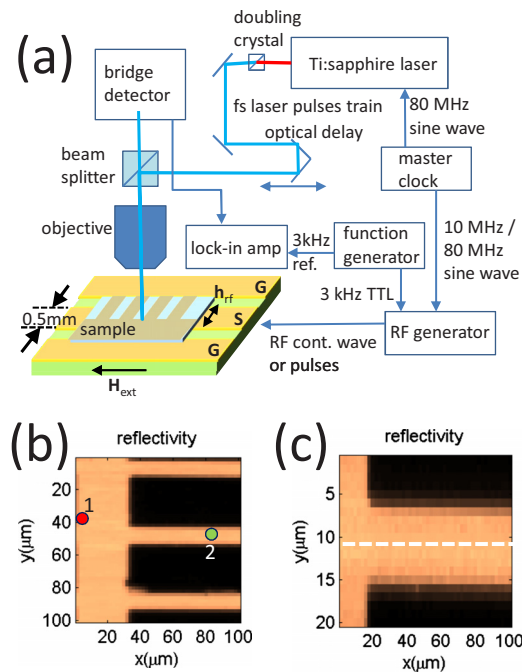 (a)
doubling
crystal
bridge
detector
Ti:sapphire laser
fs laser pulses train
optical delay
80 MHz
sine wave
beam
splitter
master
clock
objective
lock-in amp
3kHz
ref.
function
generator
10 MHz /
80 MHz
sine wave
3 kHz TTL
0.5mm
hrf
G
S
G
sample
RF generator
RF cont. wave
or pulses
Hext
(b)
reflectivity
20
40
60
80
100
y(μm)
1
2
20 40 60 80 100
x(μm)
(c)
reflectivity
5
10
15
20
y(μm)
20 40 60 80 100
x(μm)